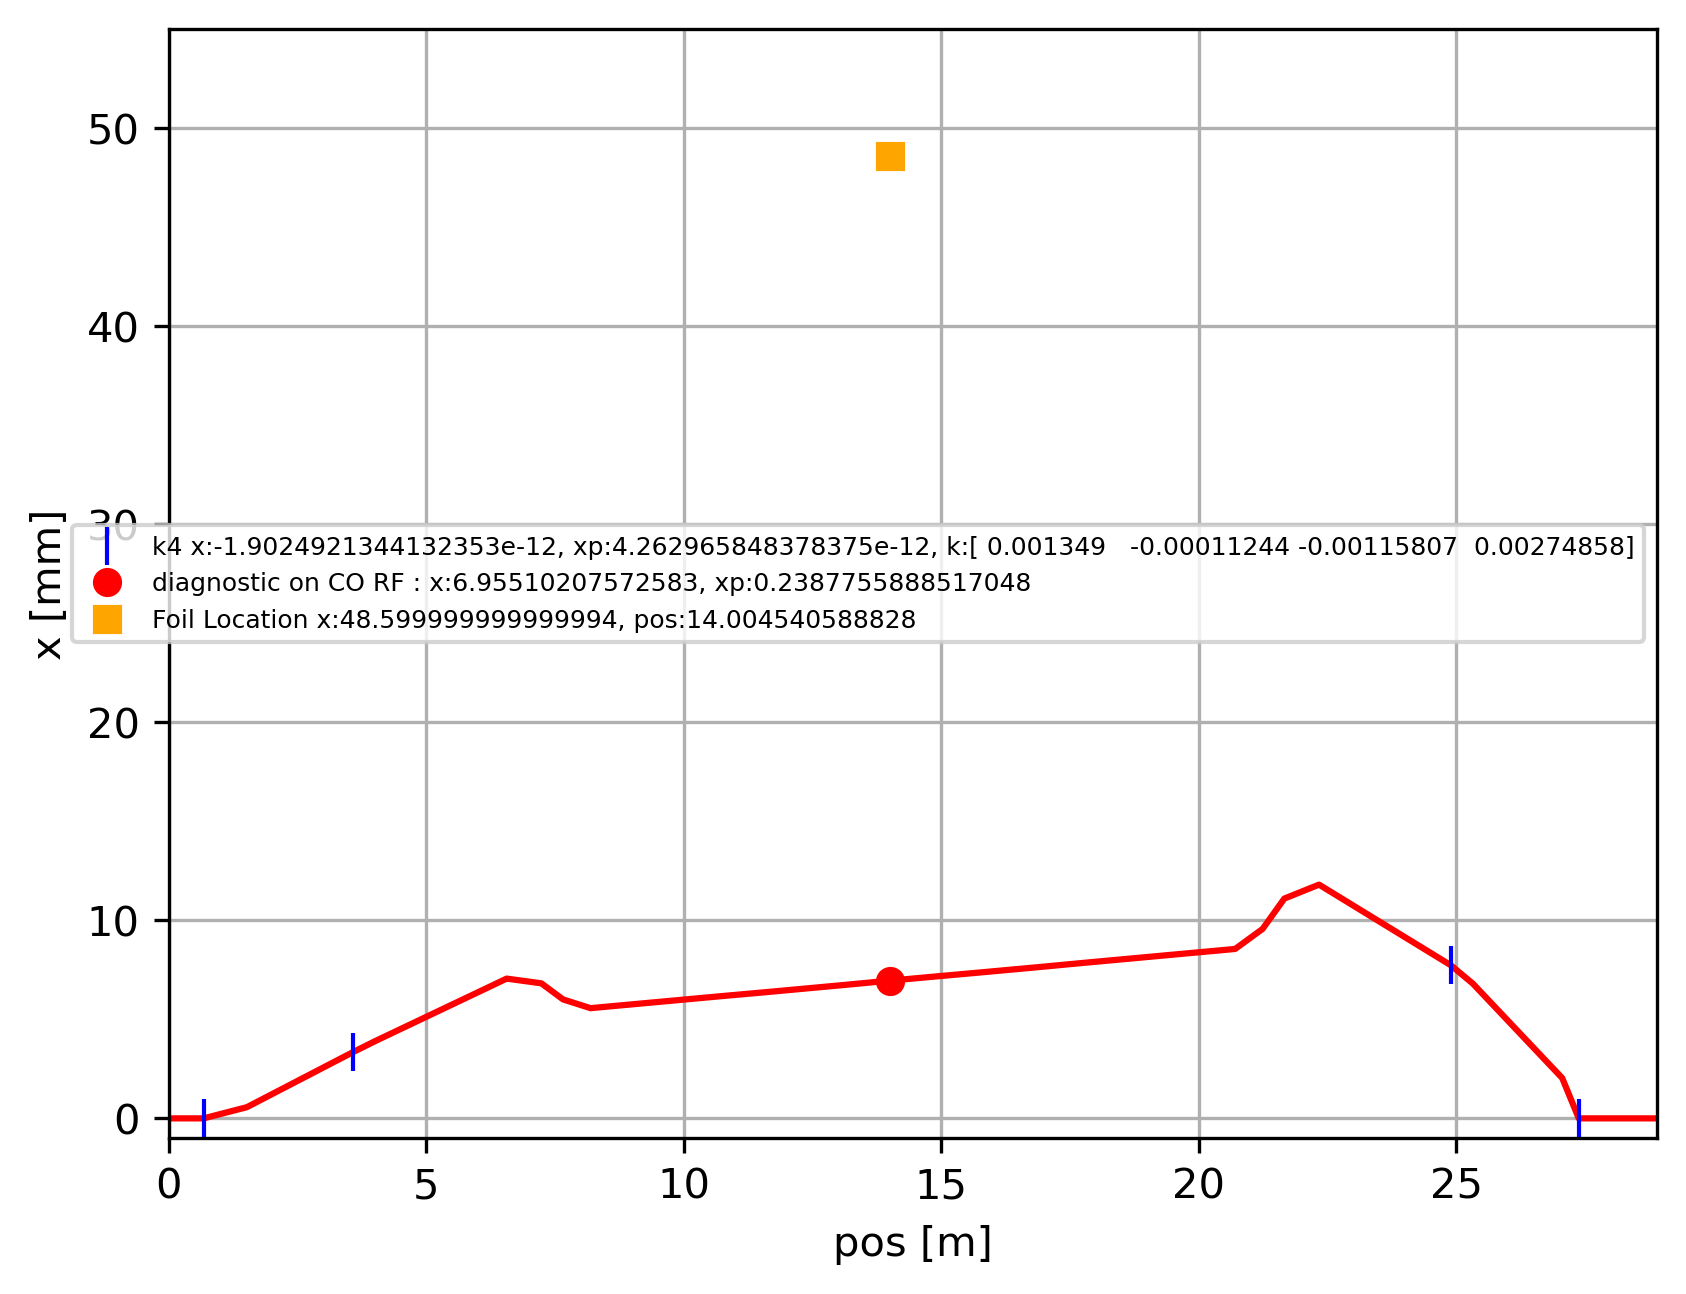 50
40
30
k4 x:-1.9024921344132353e-12, xp:4.262965848378375e-12, k:[ 0.001349   -0.00011244 -0.00115807  0.00274858]
diagnostic on CO RF : x:6.95510207572583, xp:0.2387755888517048
Foil Location x:48.599999999999994, pos:14.004540588828
x [mm]
20
10
0
0 5 10 15 20 25
pos [m]